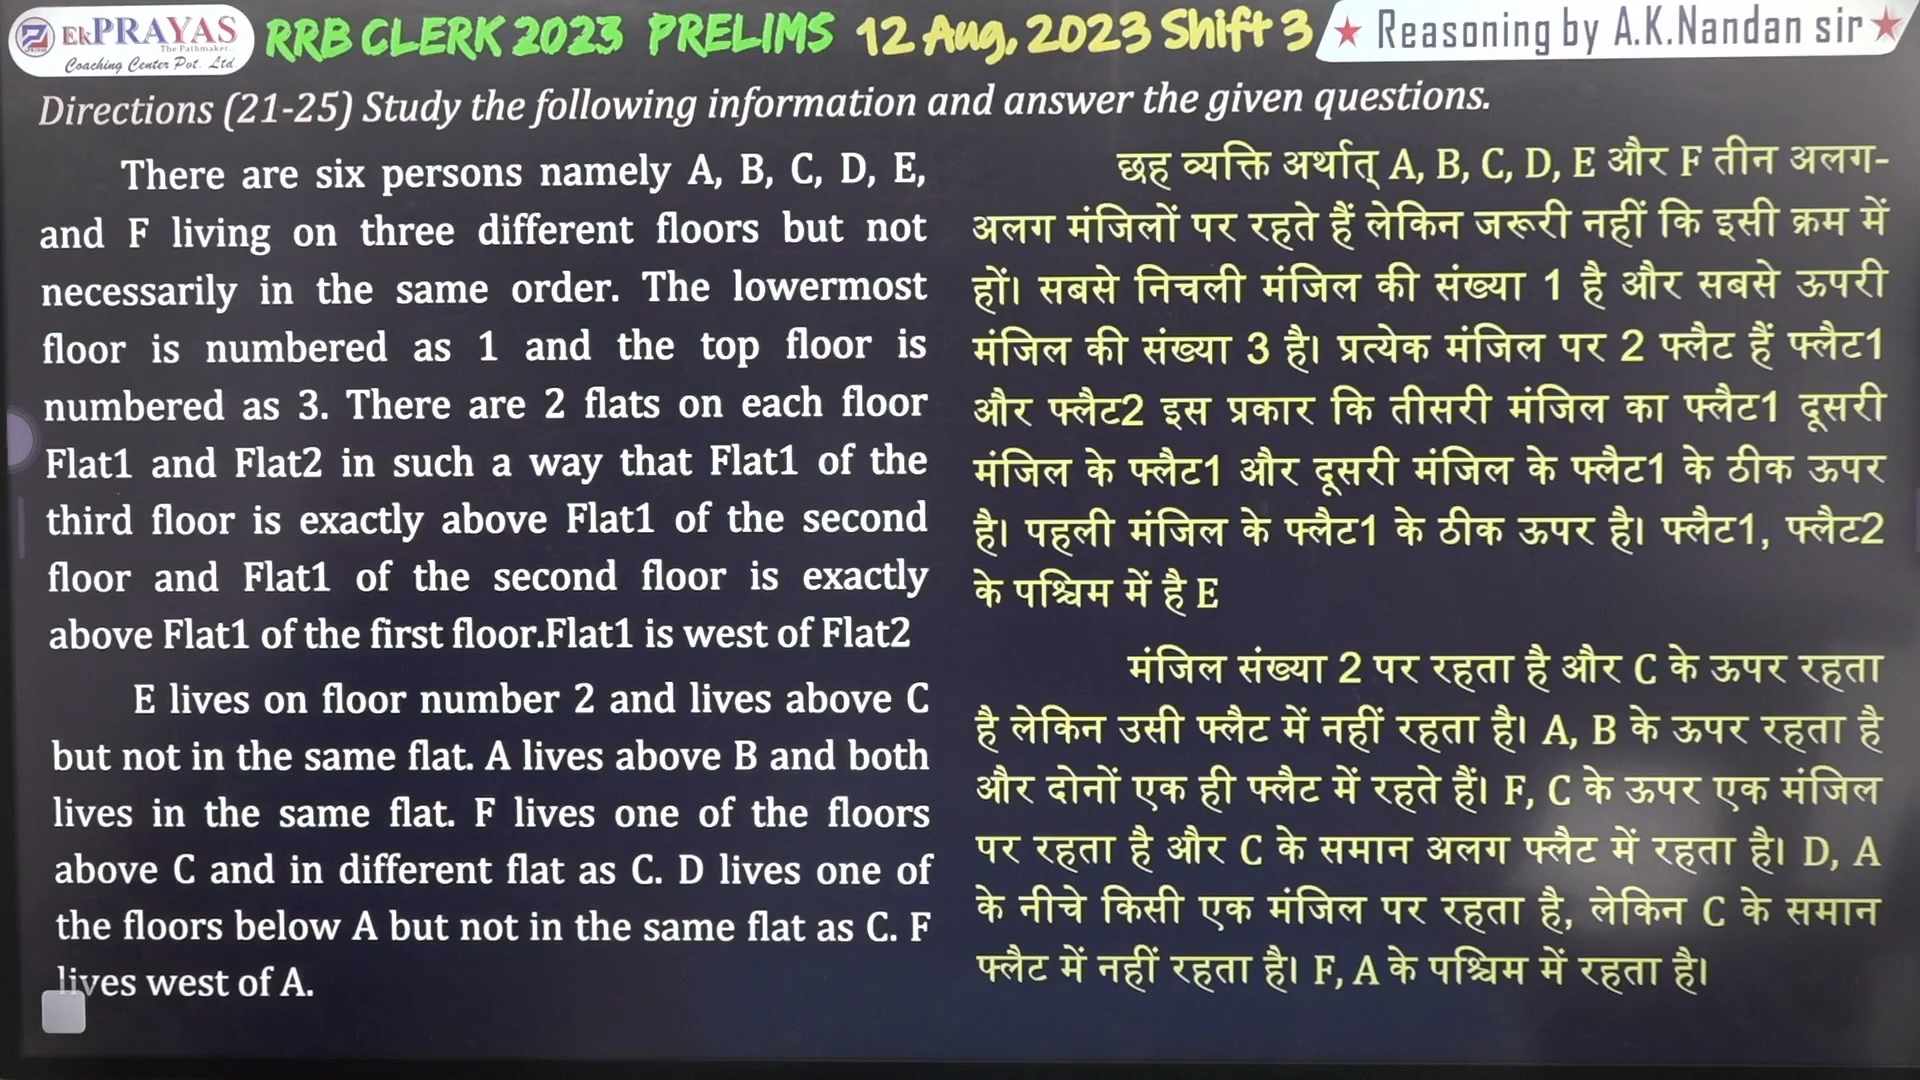 EKPRAYAS
The Pathmaker...
Coaching Center Pvt. Ltd
RRB CLERK 2023 PRELIMS 12 Aug, 2023 Shift 3
Reasoning by A.K.Nandan sir
Directions (21-25) Study the following information and answer the given questions.
There are six persons namely A, B, C, D, E,
and F living on three different floors but not
necessarily in the same order. The lowermost
floor is numbered as 1 and the top floor is
numbered as 3. There are 2 flats on each floor
Flat1 and Flat2 in such a way that Flat1 of the
third floor is exactly above Flat1 of the second
floor and Flat1 of the second floor is exactly
above Flat1 of the first floor.Flat1 is west of Flat2
E lives on floor number 2 and lives above C
but not in the same flat. A lives above B and both
lives in the same flat. F lives one of the floors
above C and in different flat as C. D lives one of
the floors below A but not in the same flat as C. F
lives west of A.
छह व्यक्ति अर्थात् A, B, C, D, E और F तीन अलग-
अलग मंजिलों पर रहते हैं लेकिन जरूरी नहीं कि इसी क्रम में
हों। सबसे निचली मंजिल की संख्या 1 है और सबसे ऊपरी
मंजिल की संख्या 3 है। प्रत्येक मंजिल पर 2 फ्लैट हैं फ्लैट1
और फ्लैट2 इस प्रकार कि तीसरी मंजिल का फ्लैट1 दूसरी
मंजिल के फ्लैट1 और दूसरी मंजिल के फ्लैट1 के ठीक ऊपर
है। पहली मंजिल के फ्लैट1 के ठीक ऊपर है। फ्लैट1, फ्लैट2
के पश्चिम में है E
मंजिल संख्या 2 पर रहता है और C के ऊपर रहता
है लेकिन उसी फ्लैट में नहीं रहता है। A, B के ऊपर रहता है
और दोनों एक ही फ्लैट में रहते हैं। F, C के ऊपर एक मंजिल
पर रहता है और C के समान अलग फ्लैट में रहता है। D, A
के नीचे किसी एक मंजिल पर रहता है, लेकिन C के समान
फ्लैट में नहीं रहता है। F, A के पश्चिम में रहता है।